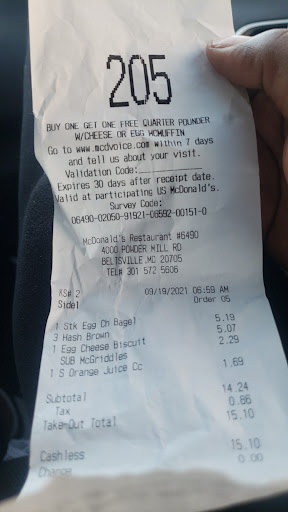 205
BUY ONE GET ONE FREE QUARTER POUNDER
W/CHEESE OR EGG MCMUFFIN
Go to www.mcdvoice.com within 7 days
and tell us about your visit.
Validation Code:
Expires 30 days after receipt date.
Valid at participating US McDonald's.
Survey Code:
06490-02050-91921-06592-00151-0
McDonald's Restaurant #6490
4000 POWDER MILL RD
BELTSVILLE MD 20705
TEL# 301 572 5606
KS# 2 09/19/2021 06:59 AM
Side1 Order 05
1 Stk Egg Ch Bagel 5.19
3 Hash Brown 5.07
1 Egg Cheese Biscuit 2.29
SUB McGriddles
1 S Orange Juice Cc 1.69
Subtotal 14.24
Tax 0.86
Take-Out Total 15.10
Cashless 15.10
Change 0.00